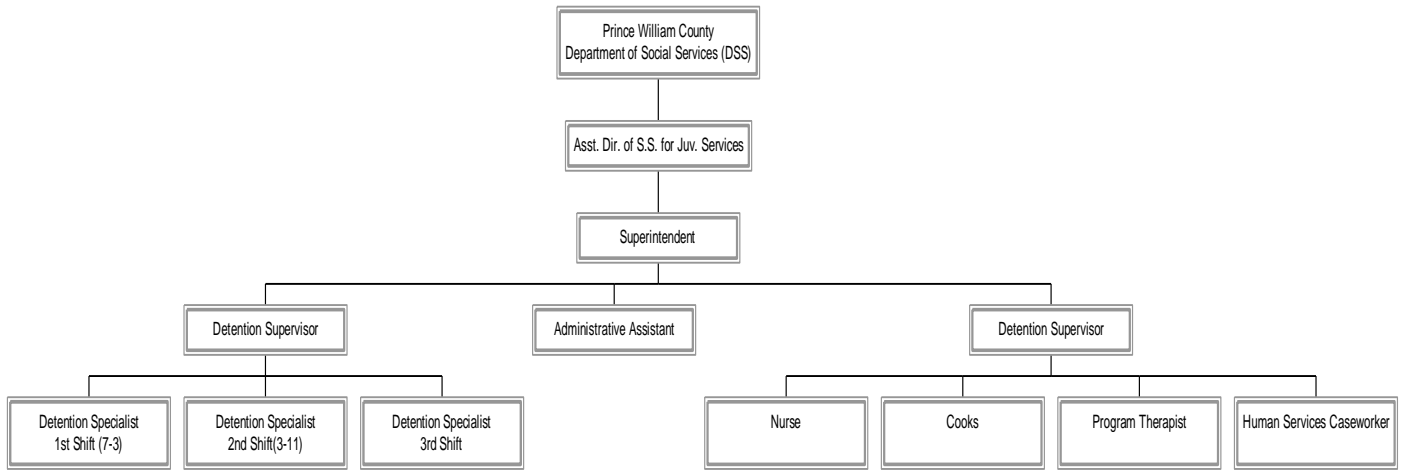 Prince William County
Department of Social Services (DSS)
Asst. Dir. of S.S. for Juv. Services
Superintendent
Detention Supervisor
Administrative Assistant
Detention Supervisor
Detention Specialist
1st Shift (7-3)
Detention Specialist
2nd Shift(3-11)
Detention Specialist
3rd Shift
Nurse
Cooks
Program Therapist
Human Services Caseworker